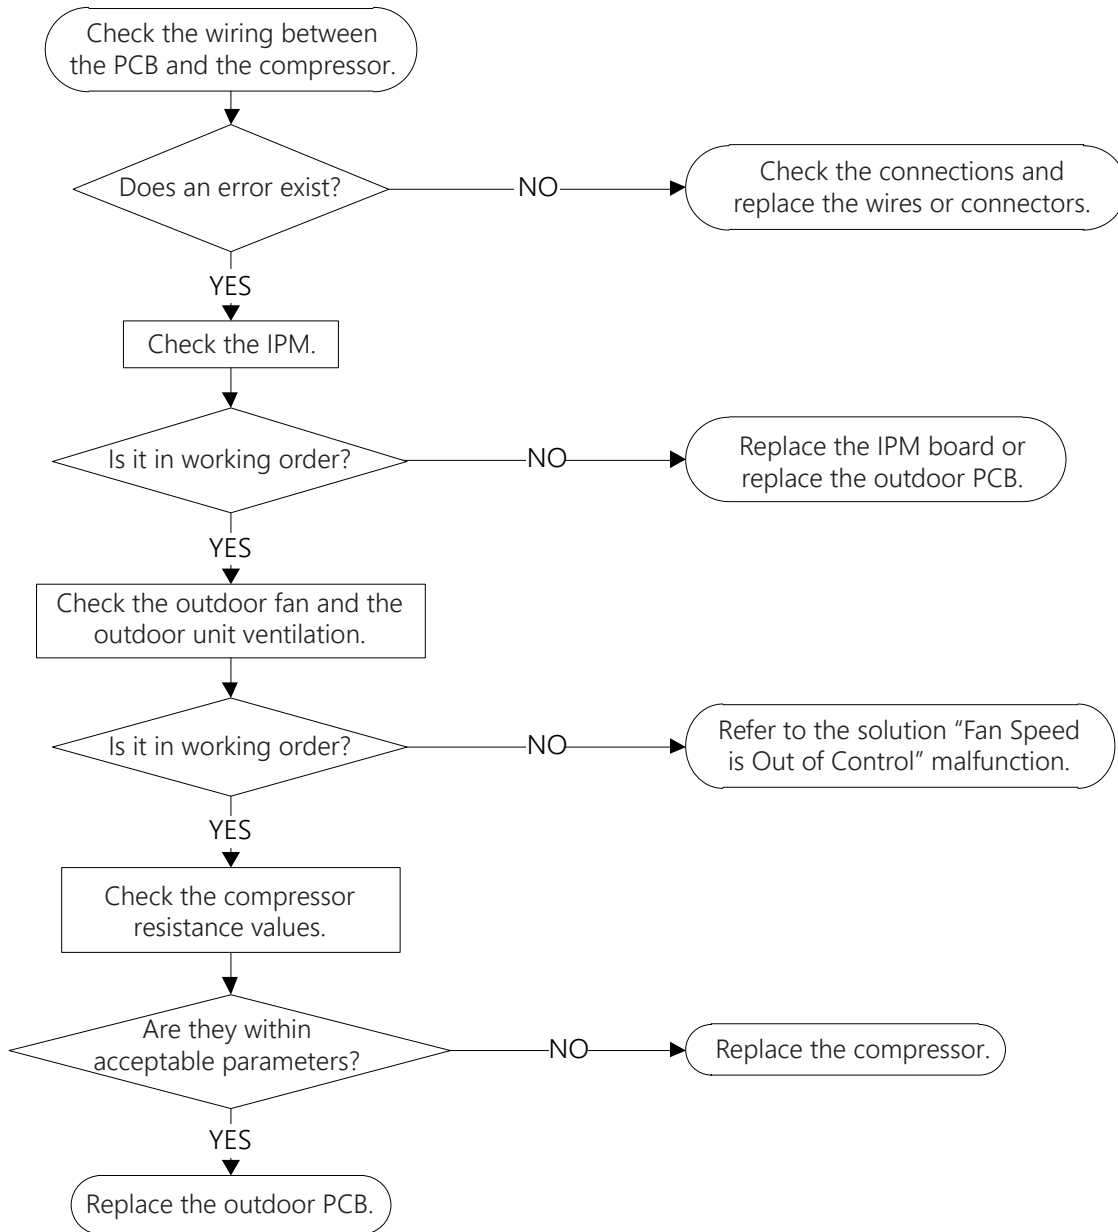 Check the wiring between
the PCB and the compressor.
Does an error exist?
NO
Check the connections and
replace the wires or connectors.
YES
Check the IPM.
Is it in working order?
NO
Replace the IPM board or
replace the outdoor PCB.
YES
Check the outdoor fan and the
outdoor unit ventilation.
Is it in working order?
NO
Refer to the solution “Fan Speed
is Out of Control” malfunction.
YES
Check the compressor
resistance values.
Are they within
acceptable parameters?
NO
Replace the compressor.
YES
Replace the outdoor PCB.